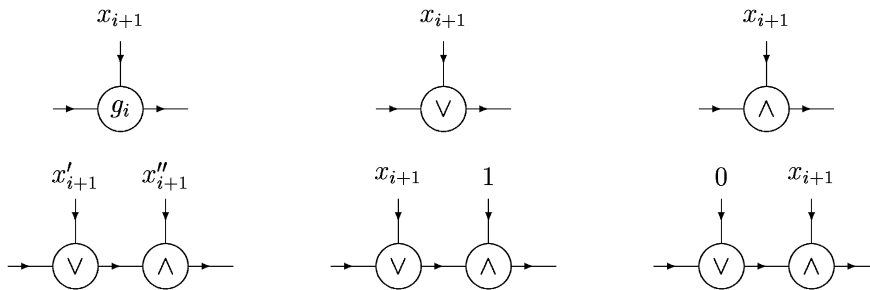 x_{i+1} x_{i+1} x_{i+1}
g_i ∨ ∧
x'_{i+1} x''_{i+1} x_{i+1} 1 0 x_{i+1}
∨ ∧ ∨ ∧ ∨ ∧